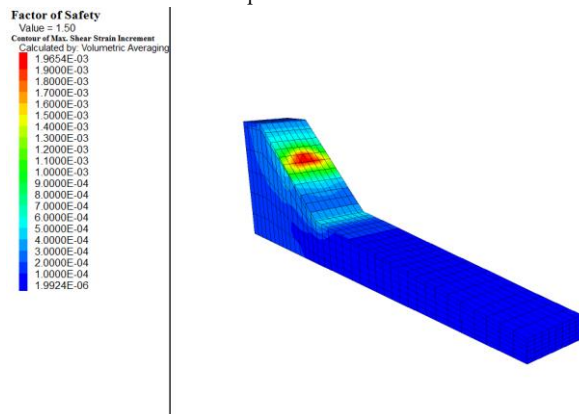 Factor of Safety
Value = 1.50
Contour of Max. Shear Strain Increment
Calculated by: Volumetric Averaging
1.9654E-03
1.9000E-03
1.8000E-03
1.7000E-03
1.6000E-03
1.5000E-03
1.4000E-03
1.3000E-03
1.2000E-03
1.1000E-03
1.0000E-03
9.0000E-04
8.0000E-04
7.0000E-04
6.0000E-04
5.0000E-04
4.0000E-04
3.0000E-04
2.0000E-04
1.0000E-04
1.9924E-06